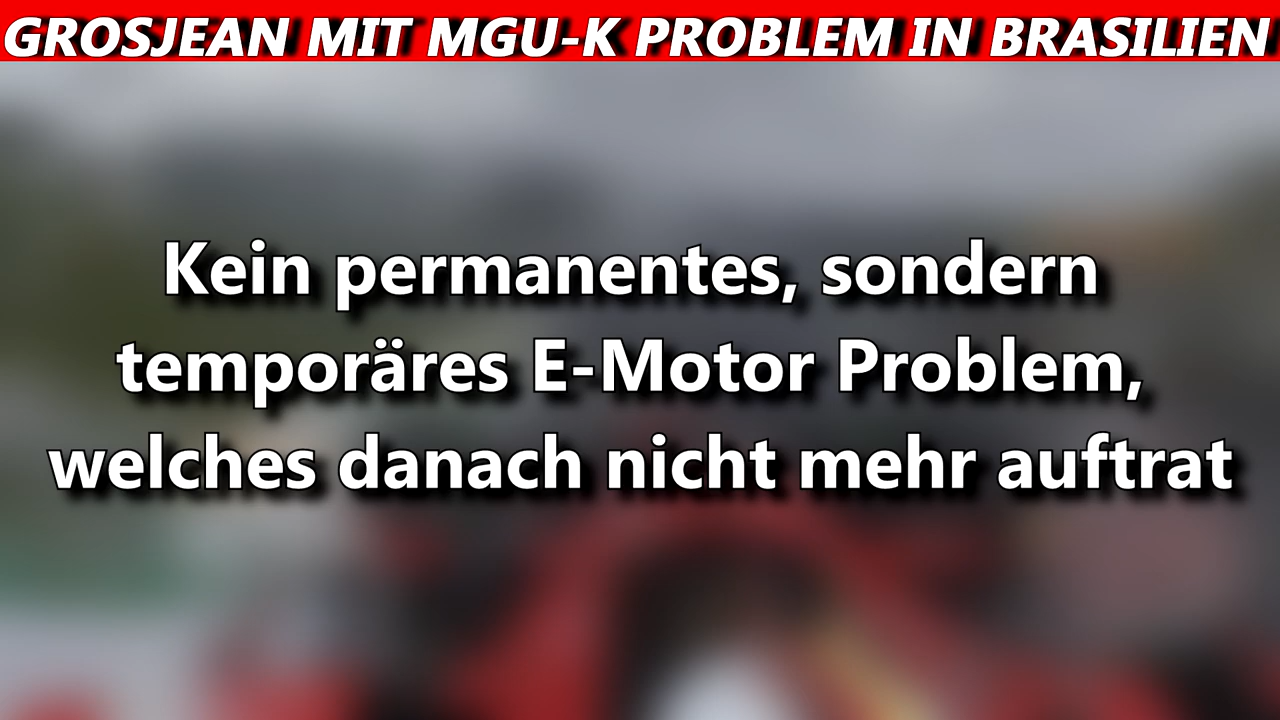 GROSJEAN MIT MGU-K PROBLEM IN BRASILIEN
Kein permanentes, sondern
temporäres E-Motor Problem,
welches danach nicht mehr auftrat